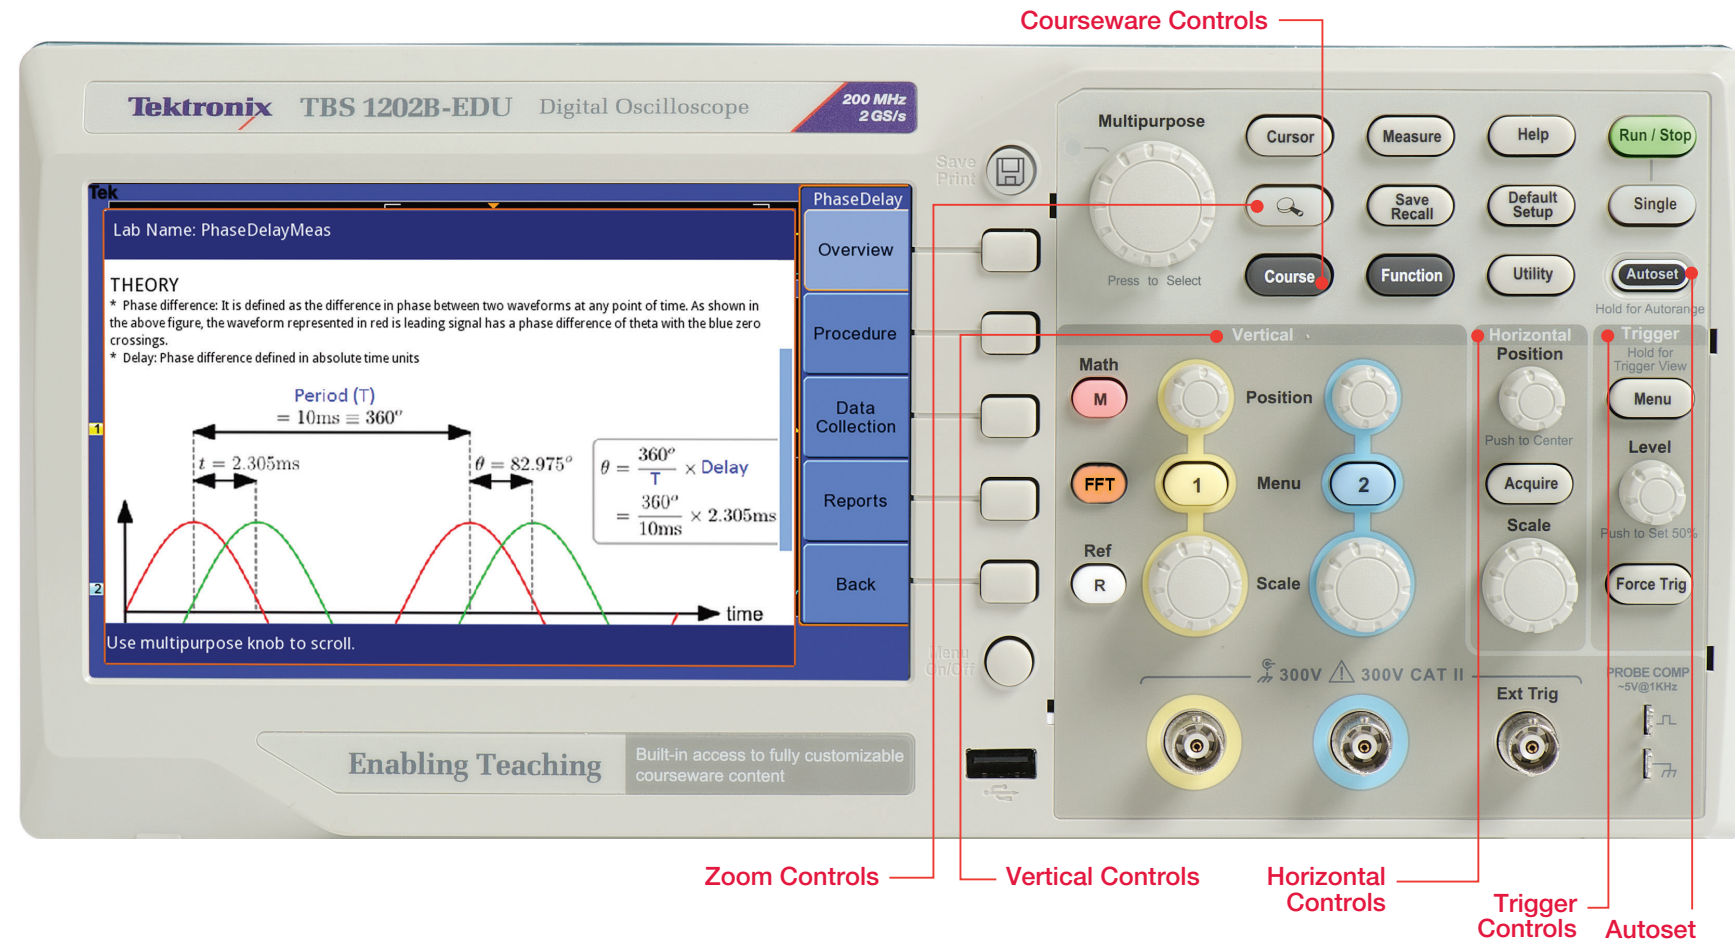 Courseware Controls
Tektronix TBS 1202B-EDU Digital Oscilloscope
200 MHz
2 GS/s
Save
Print
Tek
PhaseDelay
Lab Name: PhaseDelayMeas
THEORY
* Phase difference: It is defined as the difference in phase between two waveforms at any point of time. As shown in
the above figure, the waveform represented in red is leading signal has a phase difference of theta with the blue zero
crossings.
* Delay: Phase difference defined in absolute time units
Period (T)
= 10ms ≡ 360°
t = 2.305ms
θ = 82.975°
θ = 360°/T × Delay
= 360°/10ms × 2.305ms
time
1
2
Use multipurpose knob to scroll.
Overview
Procedure
Data
Collection
Reports
Back
Menu
On/Off
Enabling Teaching
Built-in access to fully customizable
courseware content
Multipurpose
Press to Select
Cursor
Measure
Help
Run / Stop
Save
Recall
Default
Setup
Single
Course
Function
Utility
Autoset
Hold for Autorange
Vertical
Horizontal
Trigger
Math
M
FFT
Ref
R
Position
1
Menu
2
Scale
Position
Push to Center
Acquire
Scale
Hold for
Trigger View
Menu
Level
Push to Set 50%
Force Trig
300V 300V CAT II
Ext Trig
PROBE COMP
~5V@1KHz
Zoom Controls
Vertical Controls
Horizontal
Controls
Trigger
Controls
Autoset